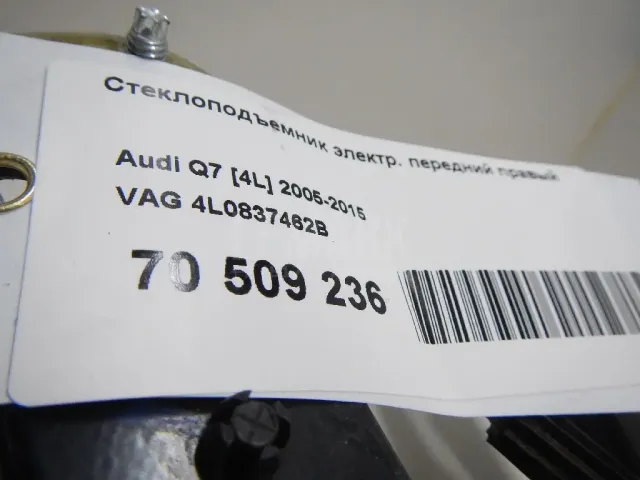 Стеклоподъемник электр. передний правый
Audi Q7 [4L] 2005-2015
VAG 4L0837462B
70 509 236